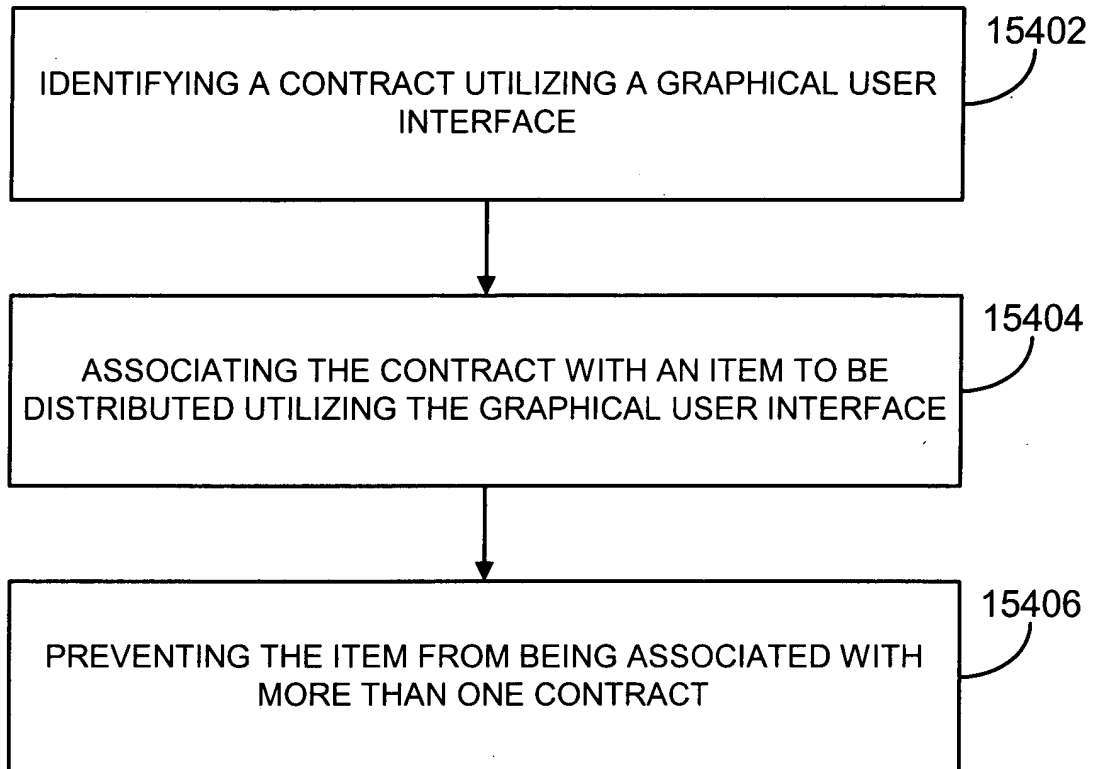 15402
IDENTIFYING A CONTRACT UTILIZING A GRAPHICAL USER
INTERFACE
15404
ASSOCIATING THE CONTRACT WITH AN ITEM TO BE
DISTRIBUTED UTILIZING THE GRAPHICAL USER INTERFACE
15406
PREVENTING THE ITEM FROM BEING ASSOCIATED WITH
MORE THAN ONE CONTRACT